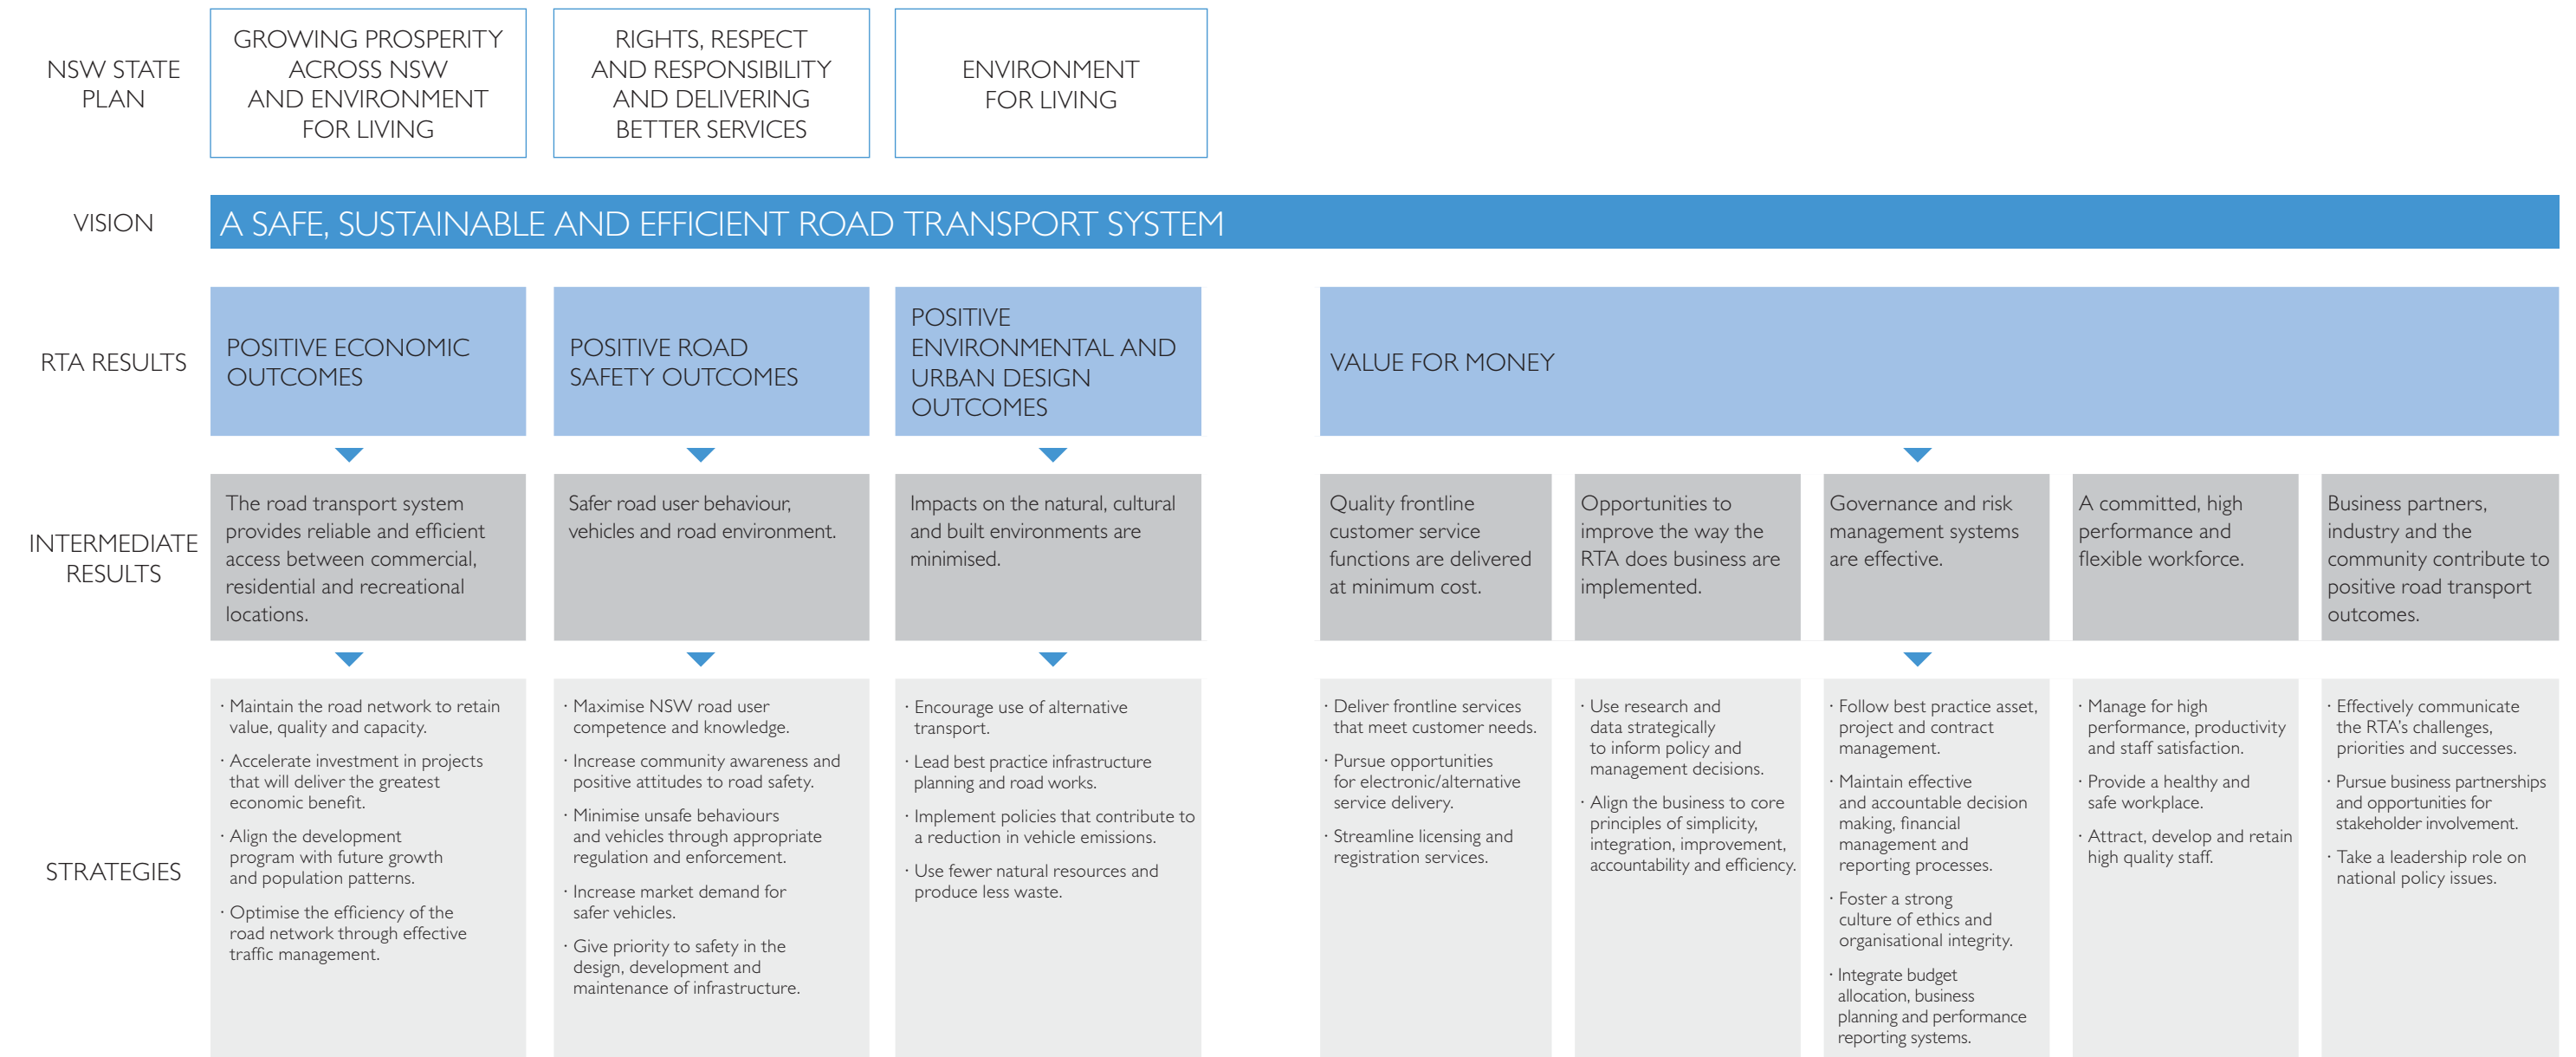 NSW STATE
PLAN
GROWING PROSPERITY
ACROSS NSW
AND ENVIRONMENT
FOR LIVING
RIGHTS, RESPECT
AND RESPONSIBILITY
AND DELIVERING
BETTER SERVICES
ENVIRONMENT
FOR LIVING
VISION
A SAFE, SUSTAINABLE AND EFFICIENT ROAD TRANSPORT SYSTEM
RTA RESULTS
POSITIVE ECONOMIC
OUTCOMES
POSITIVE ROAD
SAFETY OUTCOMES
POSITIVE
ENVIRONMENTAL AND
URBAN DESIGN
OUTCOMES
VALUE FOR MONEY
INTERMEDIATE
RESULTS
The road transport system
provides reliable and efficient
access between commercial,
residential and recreational
locations.
Safer road user behaviour,
vehicles and road environment.
Impacts on the natural, cultural
and built environments are
minimised.
Quality frontline
customer service
functions are delivered
at minimum cost.
Opportunities to
improve the way the
RTA does business are
implemented.
Governance and risk
management systems
are effective.
A committed, high
performance and
flexible workforce.
Business partners,
industry and the
community contribute to
positive road transport
outcomes.
STRATEGIES
· Maintain the road network to retain
value, quality and capacity.
· Accelerate investment in projects
that will deliver the greatest
economic benefit.
· Align the development
program with future growth
and population patterns.
· Optimise the efficiency of the
road network through effective
traffic management.
· Maximise NSW road user
competence and knowledge.
· Increase community awareness and
positive attitudes to road safety.
· Minimise unsafe behaviours
and vehicles through appropriate
regulation and enforcement.
· Increase market demand for
safer vehicles.
· Give priority to safety in the
design, development and
maintenance of infrastructure.
· Encourage use of alternative
transport.
· Lead best practice infrastructure
planning and road works.
· Implement policies that contribute to
a reduction in vehicle emissions.
· Use fewer natural resources and
produce less waste.
· Deliver frontline services
that meet customer needs.
· Pursue opportunities
for electronic/alternative
service delivery.
· Streamline licensing and
registration services.
· Use research and
data strategically
to inform policy and
management decisions.
· Align the business to core
principles of simplicity,
integration, improvement,
accountability and efficiency.
· Follow best practice asset,
project and contract
management.
· Maintain effective
and accountable decision
making, financial
management and
reporting processes.
· Foster a strong
culture of ethics and
organisational integrity.
· Integrate budget
allocation, business
planning and performance
reporting systems.
· Manage for high
performance, productivity
and staff satisfaction.
· Provide a healthy and
safe workplace.
· Attract, develop and retain
high quality staff.
· Effectively communicate
the RTA's challenges,
priorities and successes.
· Pursue business partnerships
and opportunities for
stakeholder involvement.
· Take a leadership role on
national policy issues.